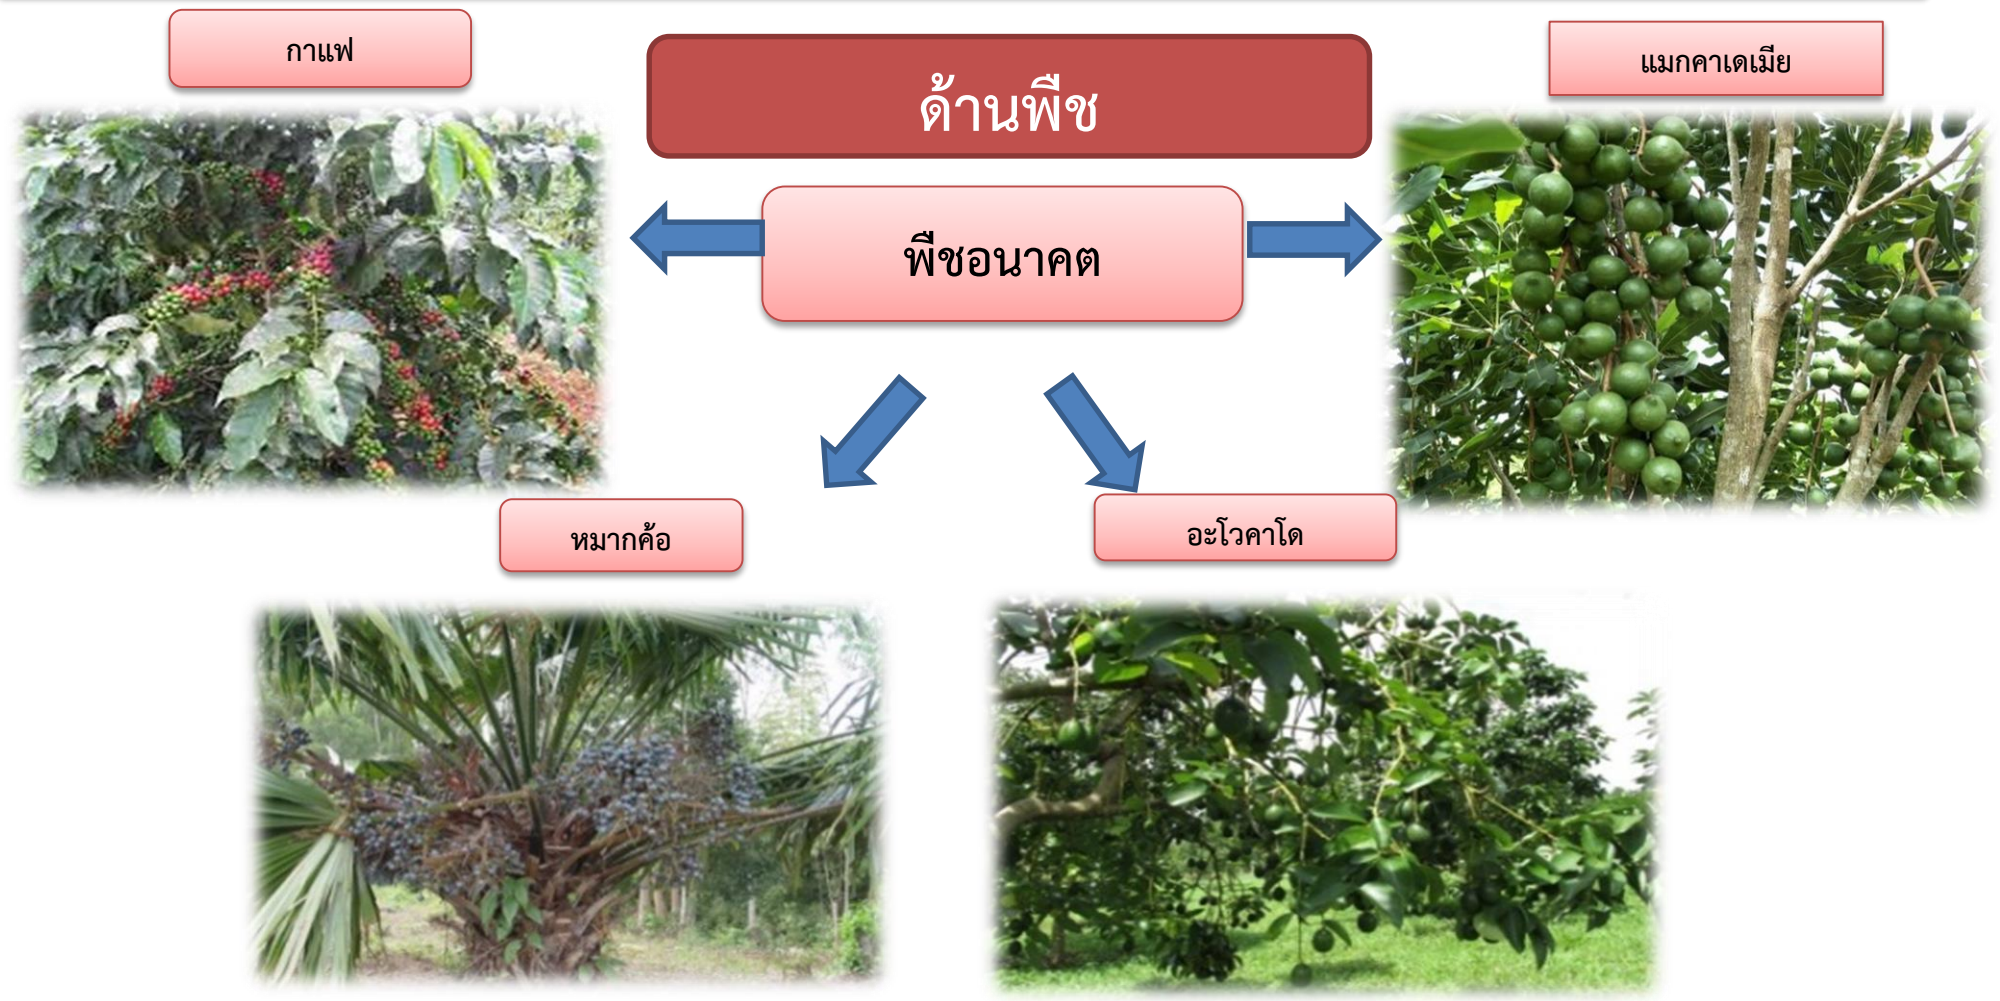 กาแฟ
ด้านพืช
แมกคาเดเมีย
พืชอนาคต
หมากค้อ
อะโวคาโด